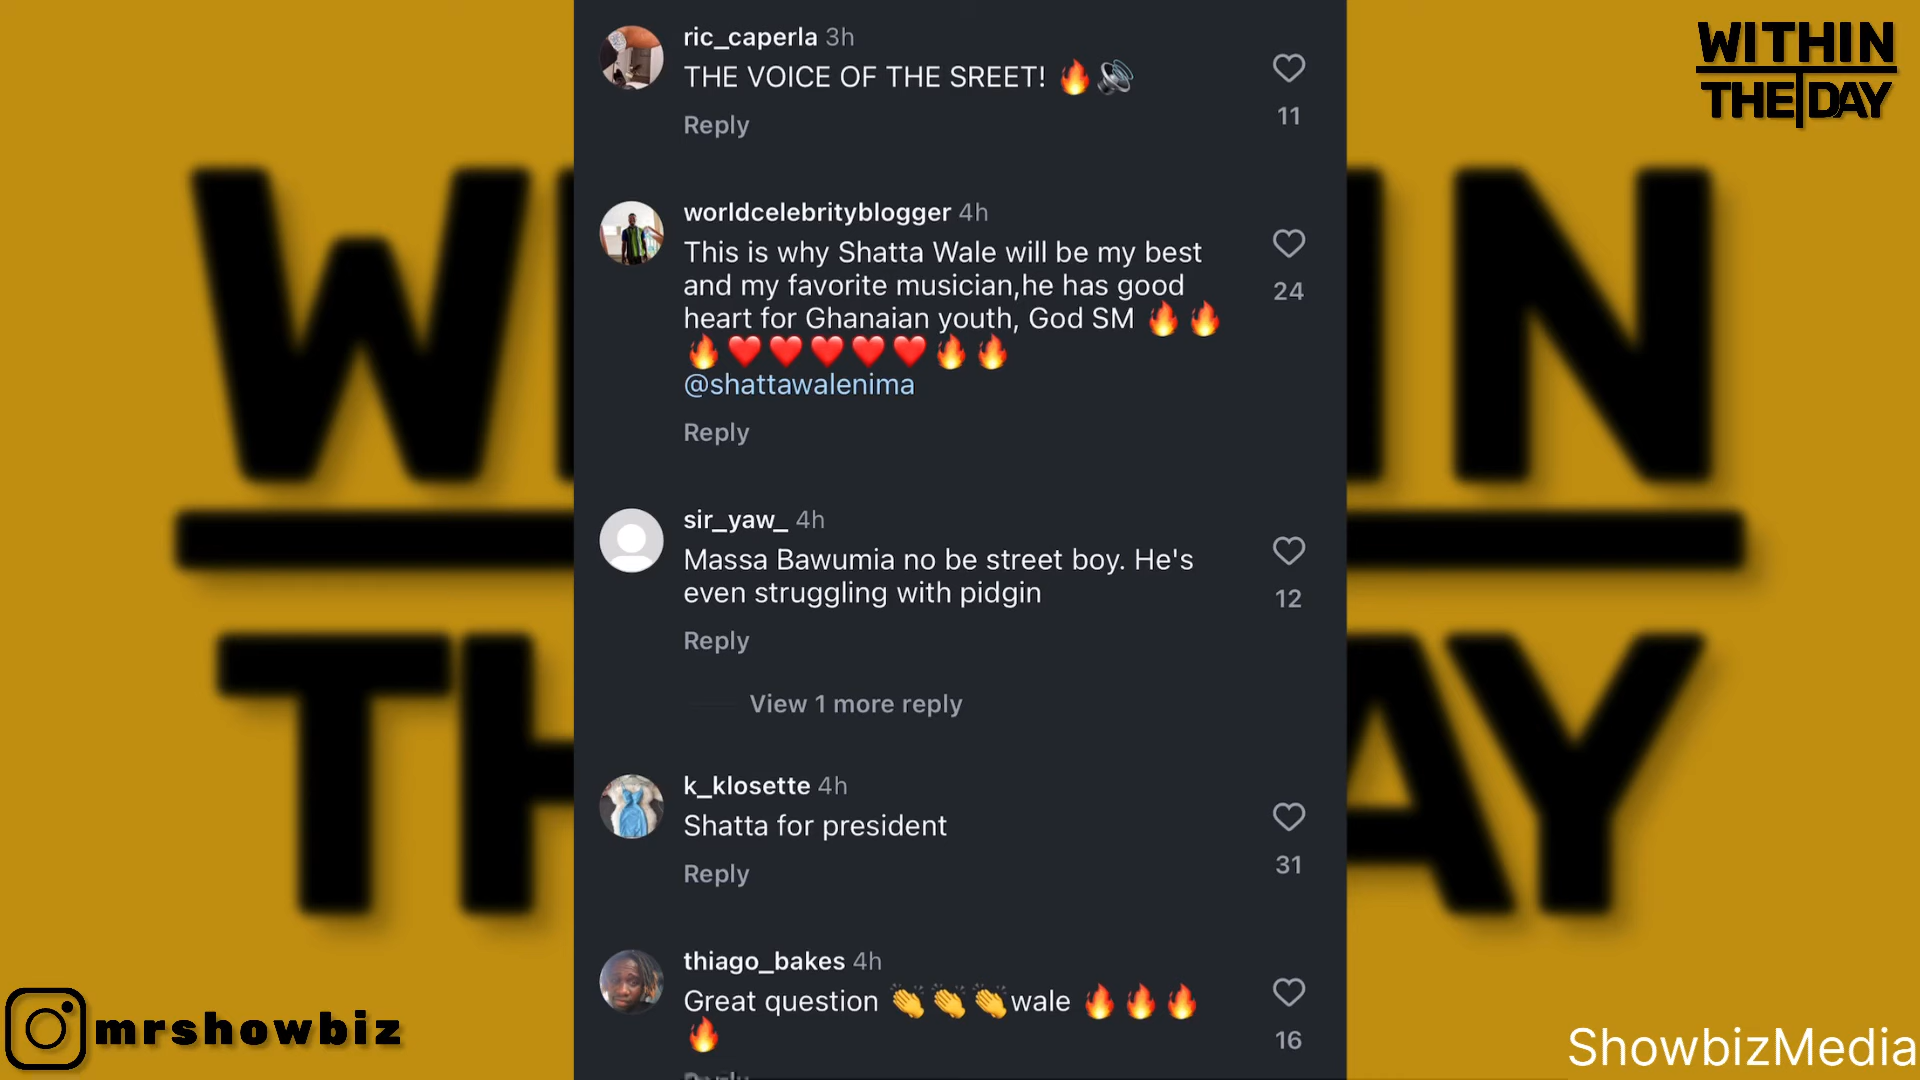 WITHIN
THE DAY
ric_caperla 3h
THE VOICE OF THE SREET! 🔥🔊
11
Reply
worldcelebrityblogger 4h
This is why Shatta Wale will be my best
and my favorite musician,he has good
heart for Ghanaian youth, God SM 🔥🔥
🔥❤️❤️❤️❤️❤️🔥🔥
@shattawalenima
24
Reply
sir_yaw_ 4h
Massa Bawumia no be street boy. He's
even struggling with pidgin
12
Reply
View 1 more reply
k_klosette 4h
Shatta for president
31
Reply
thiago_bakes 4h
Great question 👏👏👏wale 🔥🔥🔥
🔥
16
Reply
mrshowbiz
ShowbizMedia